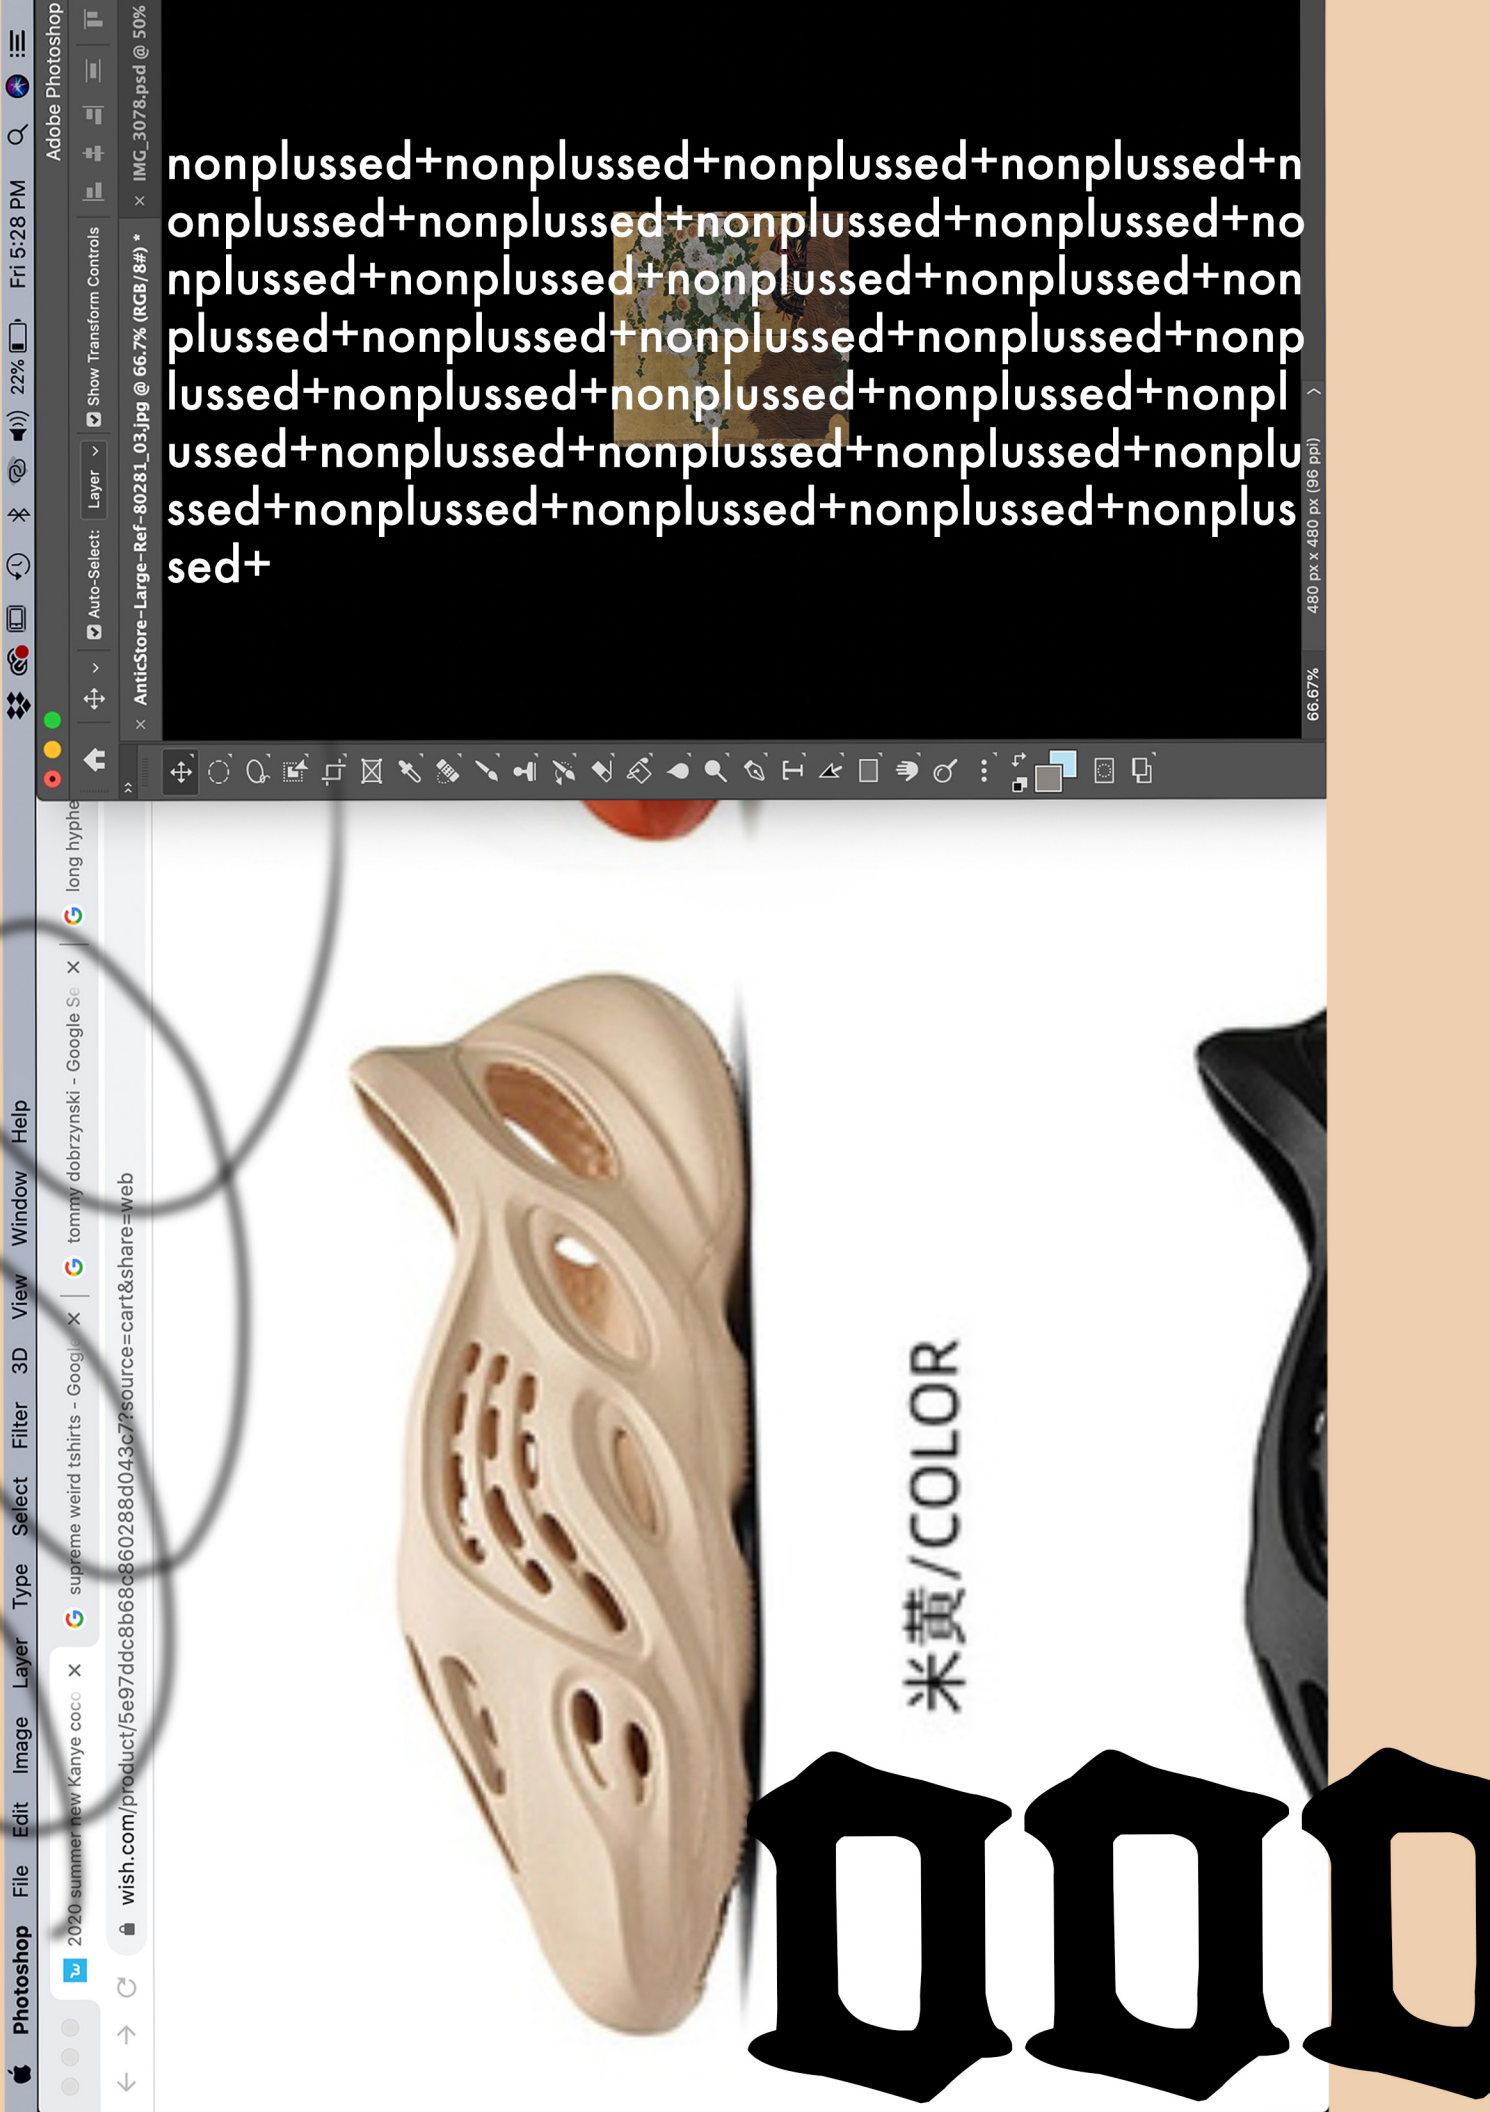 nonplussed+nonplussed+nonplussed+nonplussed+n
onplussed+nonplussed+nonplussed+nonplussed+no
nplussed+nonplussed+nonplussed+nonplussed+non
plussed+nonplussed+nonplussed+nonplussed+nonp
lussed+nonplussed+nonplussed+nonplussed+nonpl
ussed+nonplussed+nonplussed+nonplussed+nonplu
ssed+nonplussed+nonplussed+nonplussed+nonplus
sed+
Photoshop File Edit Image Layer Type Select Filter 3D View Window Help 22% Fri 5:28 PM
Adobe Photoshop
Auto-Select: Layer Show Transform Controls
AnticStore-Large-Ref-80281_03.jpg @ 66.7% (RGB/8#) * IMG_3078.psd @ 50%
66.67% 480 px x 480 px (96 ppi)
2020 summer new Kanye coco supreme weird tshirts - Google tommy dobrzynski - Google Se long hyphe
wish.com/product/5e97ddc8b68c860288d043c7?source=cart&share=web
米黄/COLOR
ooo